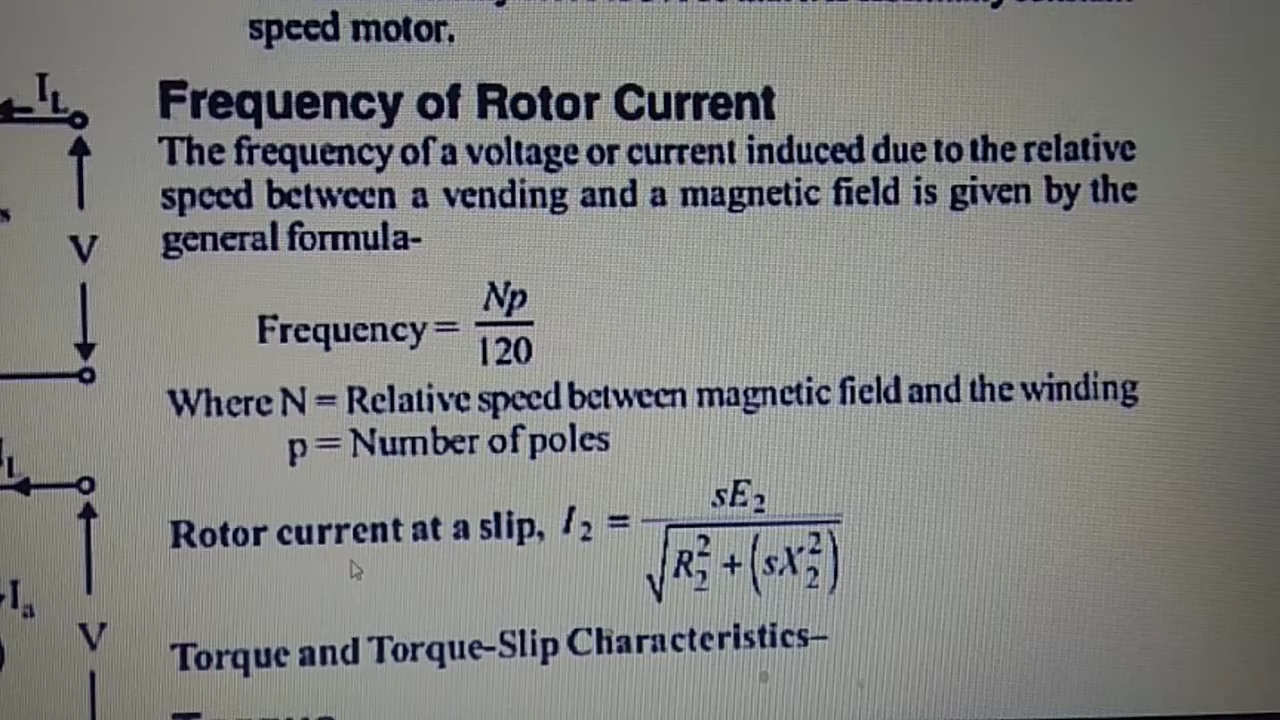 speed motor.
I_L
Frequency of Rotor Current
The frequency of a voltage or current induced due to the relative
speed between a vending and a magnetic field is given by the
V
general formula-
Frequency = Np/120
Where N = Relative speed between magnetic field and the winding
p = Number of poles
Rotor current at a slip, I₂ = sE₂/√(R₂² + (sX₂²))
I_a
V
Torque and Torque-Slip Characteristics–